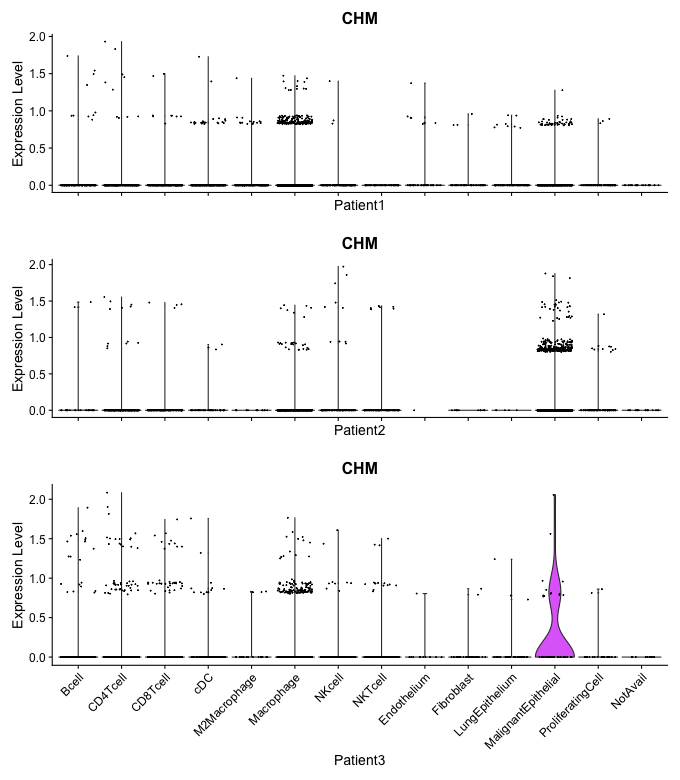 CHM
Expression Level
2.0
1.5
1.0
0.5
0.0
Patient1
CHM
Expression Level
2.0
1.5
1.0
0.5
0.0
Patient2
CHM
Expression Level
2.0
1.5
1.0
0.5
0.0
Bcell
CD4Tcell
CD8Tcell
cDC
M2Macrophage
Macrophage
NKcell
NKTcell
Endothelium
Fibroblast
LungEpithelium
MalignantEpithelial
ProliferatingCell
NotAvail
Patient3